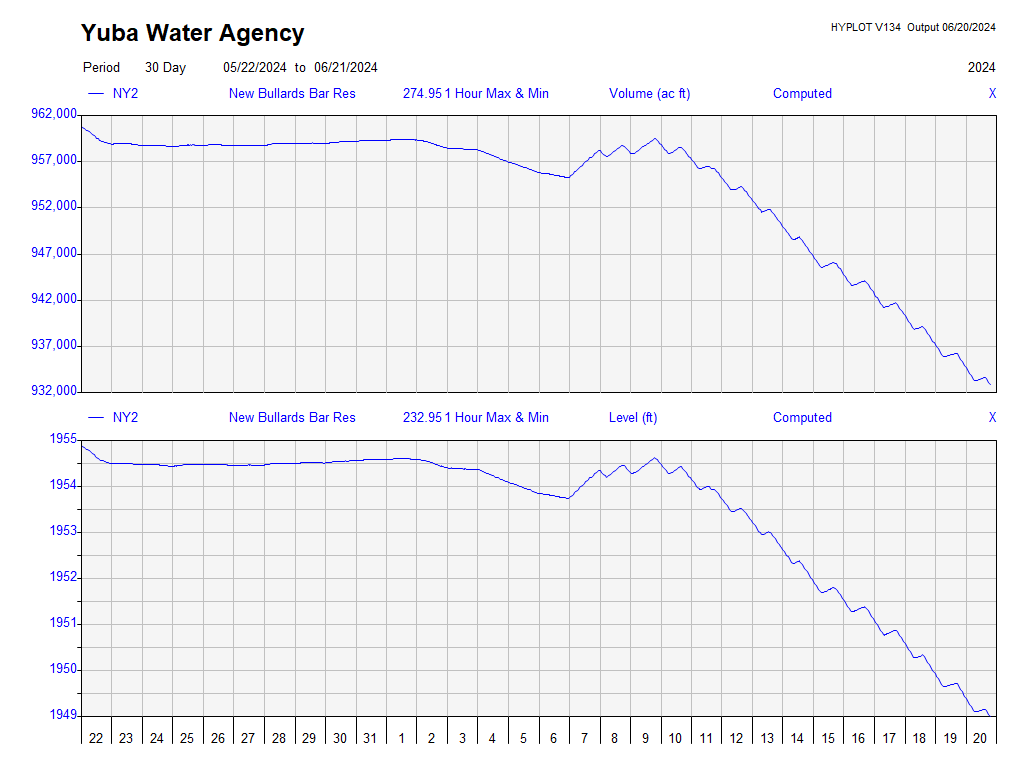 Yuba Water Agency
HYPLOT V134 Output 06/20/2024
Period 30 Day 05/22/2024 to 06/21/2024 2024
NY2 New Bullards Bar Res 274.95 1 Hour Max & Min Volume (ac ft) Computed X
962,000
957,000
952,000
947,000
942,000
937,000
932,000
NY2 New Bullards Bar Res 232.95 1 Hour Max & Min Level (ft) Computed X
1955
1954
1953
1952
1951
1950
1949
22 23 24 25 26 27 28 29 30 31 1 2 3 4 5 6 7 8 9 10 11 12 13 14 15 16 17 18 19 20